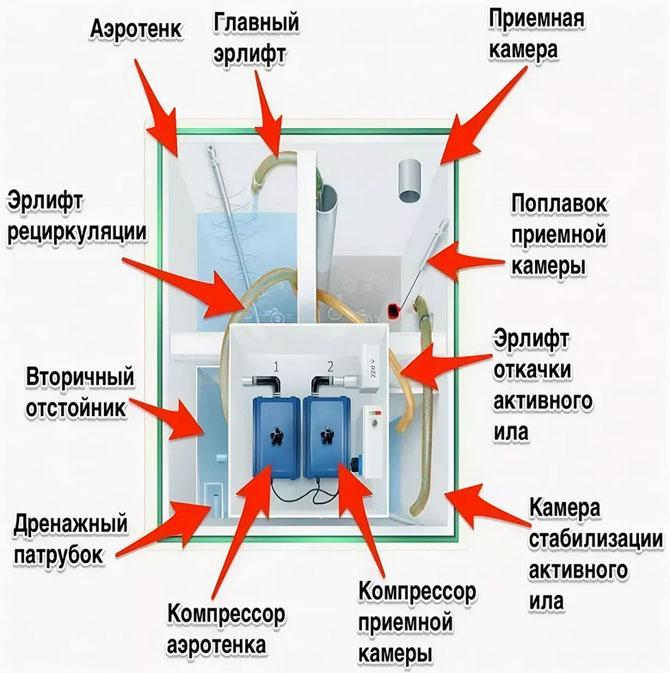 Аэротенк
Главный
эрлифт
Приемная
камера
Эрлифт
рециркуляции
Поплавок
приемной
камеры
1
2
220 V
Эрлифт
откачки
активного
ила
Вторичный
отстойник
Дренажный
патрубок
Камера
стабилизации
активного
ила
Компрессор
аэротенка
Компрессор
приемной
камеры